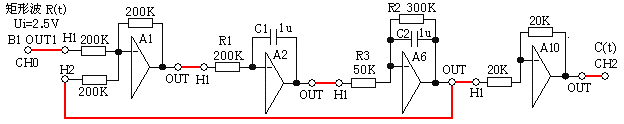 矩形波 R(t)
Ui=2.5V
B1 OUT1
CH0
H1
200K
200K
A1
H2
200K
OUT
H1
R1
200K
C1
1u
A2
OUT
H1
R3
50K
R2 300K
C2
1u
A6
OUT
H1
20K
20K
A10
OUT
C(t)
CH2